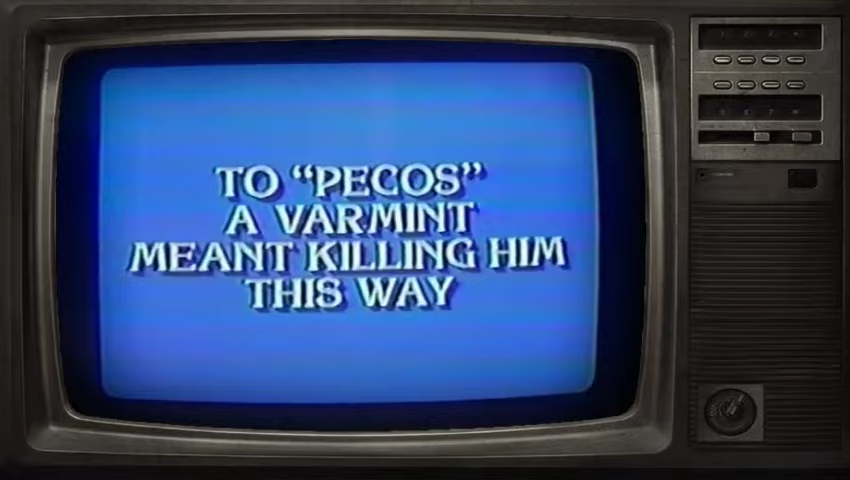 TO “PECOS”
A VARMINT
MEANT KILLING HIM
THIS WAY